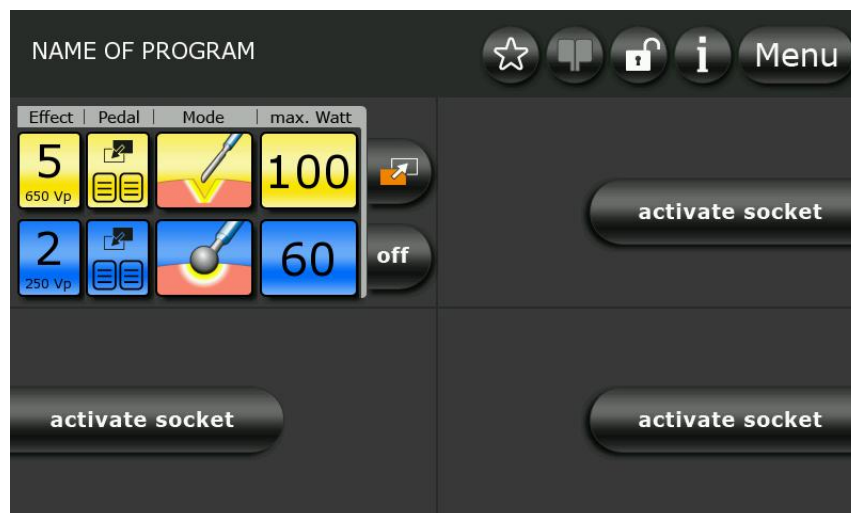 NAME OF PROGRAM
i Menu
Effect | Pedal | Mode | max. Watt
5 100
650 Vp
activate socket
2 60 off
250 Vp
activate socket activate socket